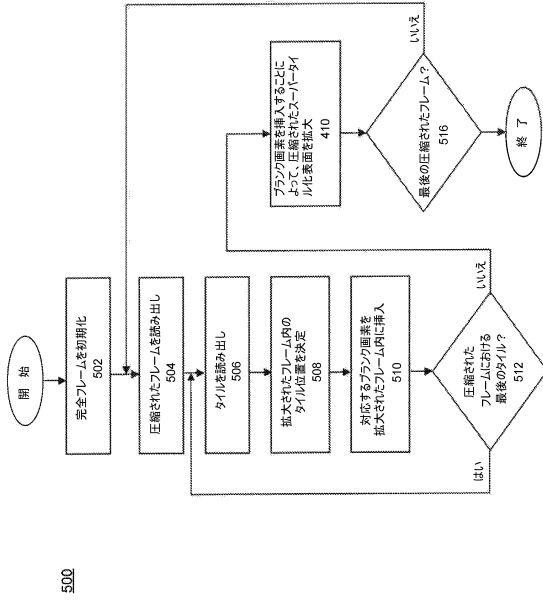 500
開 始
完全フレームを初期化
502
圧縮されたフレームを読み出し
504
タイルを読み出し
506
拡大されたフレーム内の
タイル位置を決定
508
対応するブランク画素を
拡大されたフレーム内に挿入
510
圧縮された
フレームにおける
最後のタイル?
512
はい
いいえ
ブランク画素を挿入することに
よって、圧縮されたスーパータイ
ル化表面を拡大
410
最後の圧縮されたフレーム?
516
いいえ
終 了